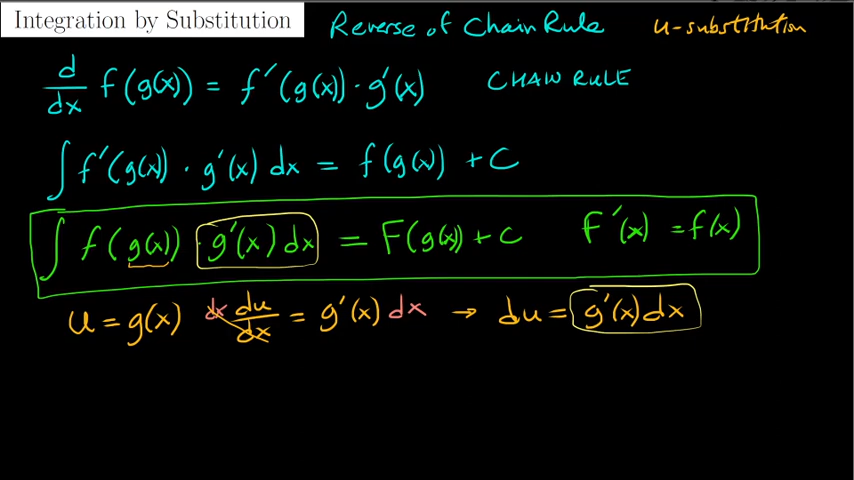 Integration by Substitution Reverse of Chain Rule u-substitution
d/dx f(g(x)) = f′(g(x)) · g′(x) CHAIN RULE
∫ f′(g(x)) · g′(x) dx = f(g(x)) + C
∫ f(g(x)) · g′(x) dx = F(g(x)) + C F′(x) = f(x)
u = g(x) dx du/dx = g′(x) dx → du = g′(x) dx